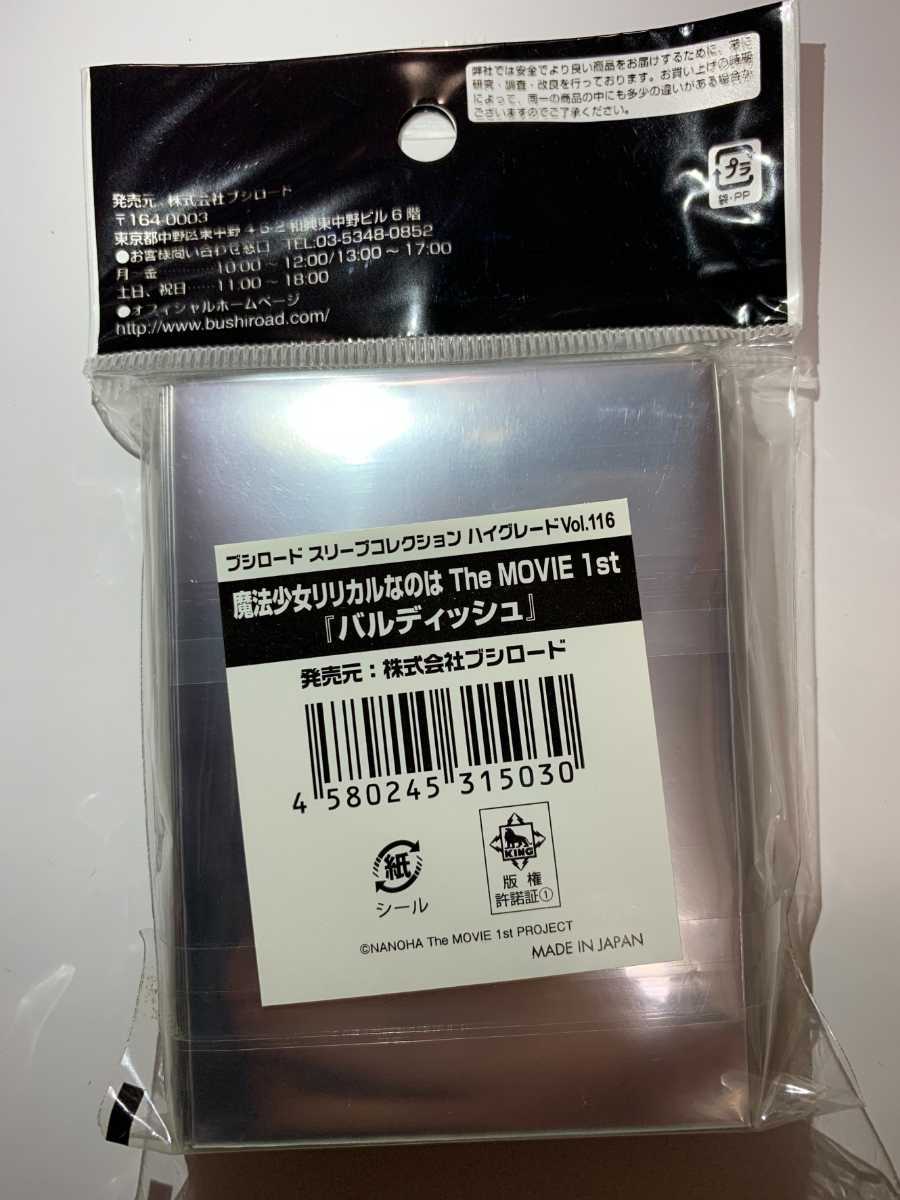 弊社では安全でより良い商品をお届けするために、常に
研究・調査・改良を行っております。お買い上げの時期
によって、同一の商品の中にも多少の違いがある場合が
ございますのでご了承ください。
プラ
袋・PP
発売元 株式会社ブシロード
〒164-0003
東京都中野区東中野 4-5-2 和興東中野ビル6階
●お客様問い合わせ窓口 TEL:03-5348-0852
月～金…………10:00～12:00/13:00～17:00
土日、祝日……11:00～18:00
●オフィシャルホームページ
http://www.bushiroad.com/
ブシロード スリーブコレクション ハイグレードVol.116
魔法少女リリカルなのは The MOVIE 1st
『バルディッシュ』
発売元：株式会社ブシロード
4 580245 315030
紙
シール
KING
版権
許諾証①
©NANOHA The MOVIE 1st PROJECT
MADE IN JAPAN